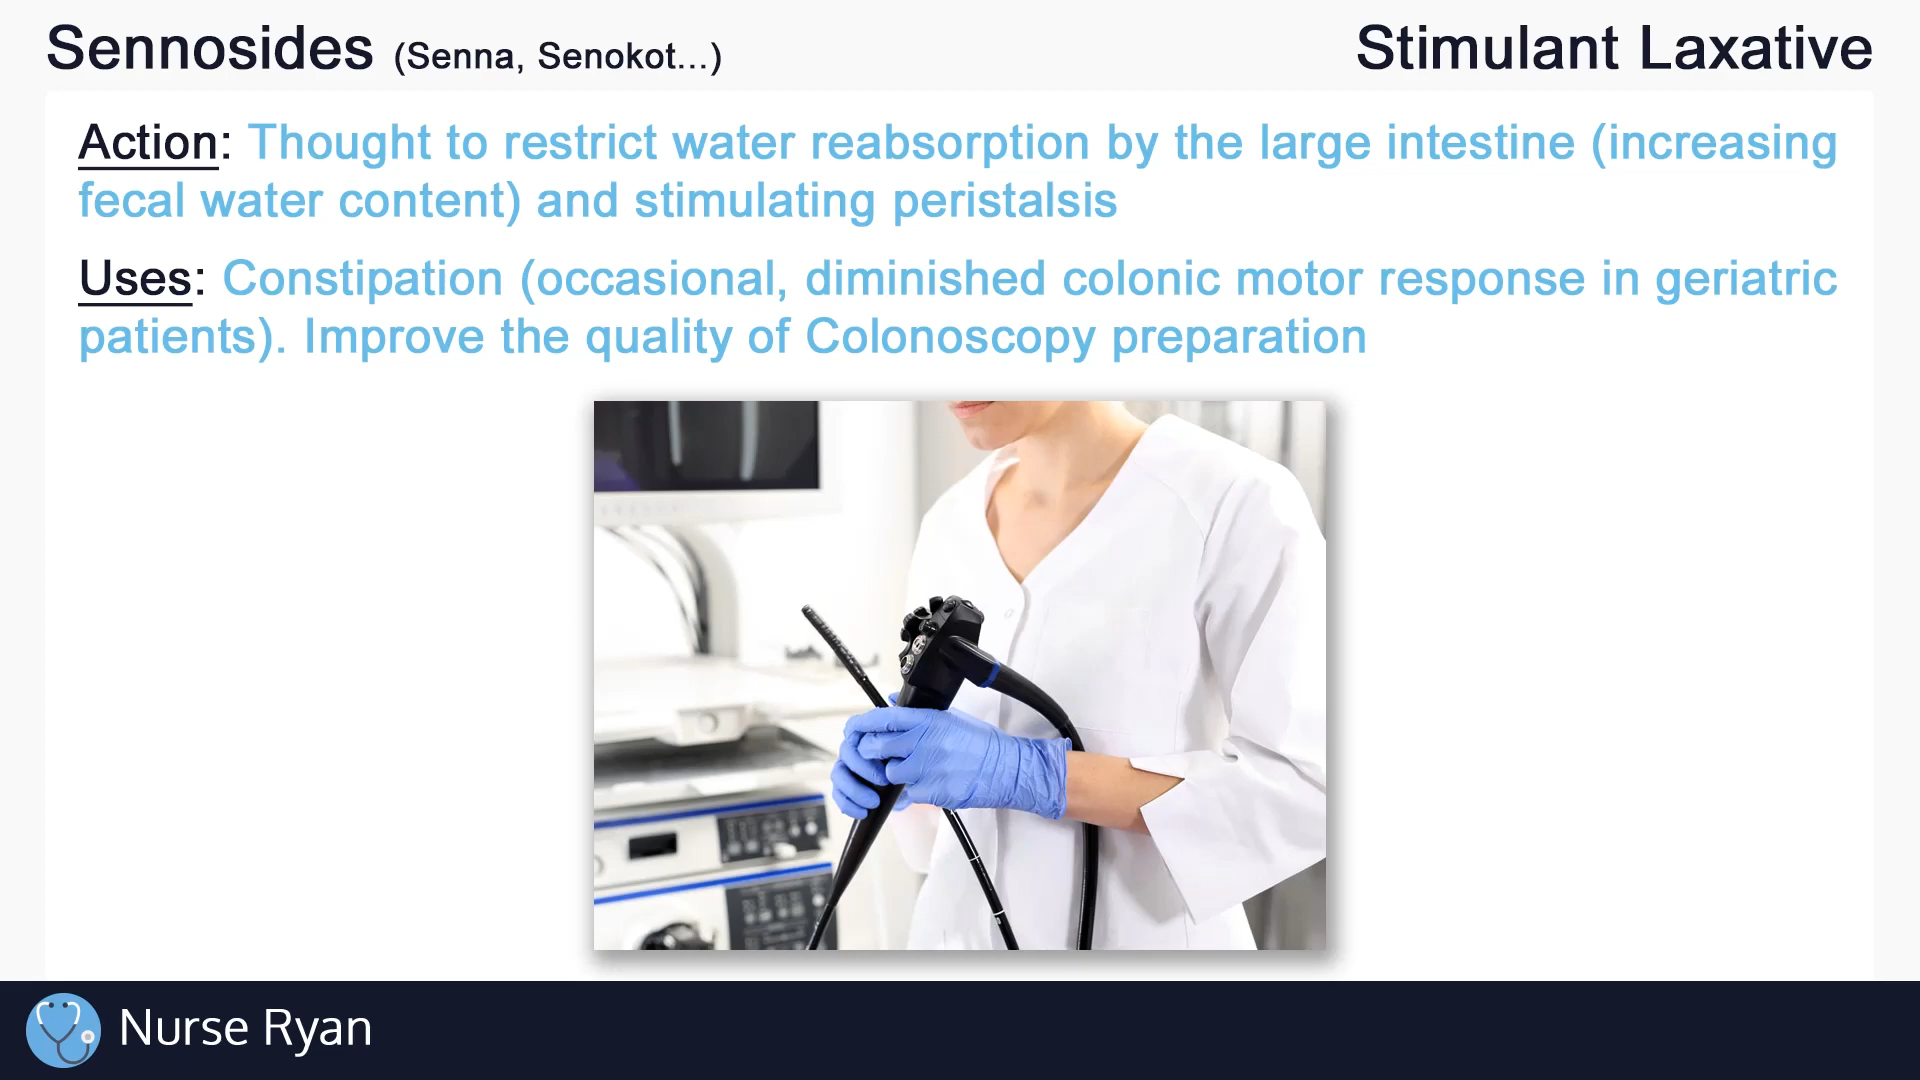 Sennosides (Senna, Senokot...)
Stimulant Laxative
Action: Thought to restrict water reabsorption by the large intestine (increasing
fecal water content) and stimulating peristalsis
Uses: Constipation (occasional, diminished colonic motor response in geriatric
patients). Improve the quality of Colonoscopy preparation
Nurse Ryan